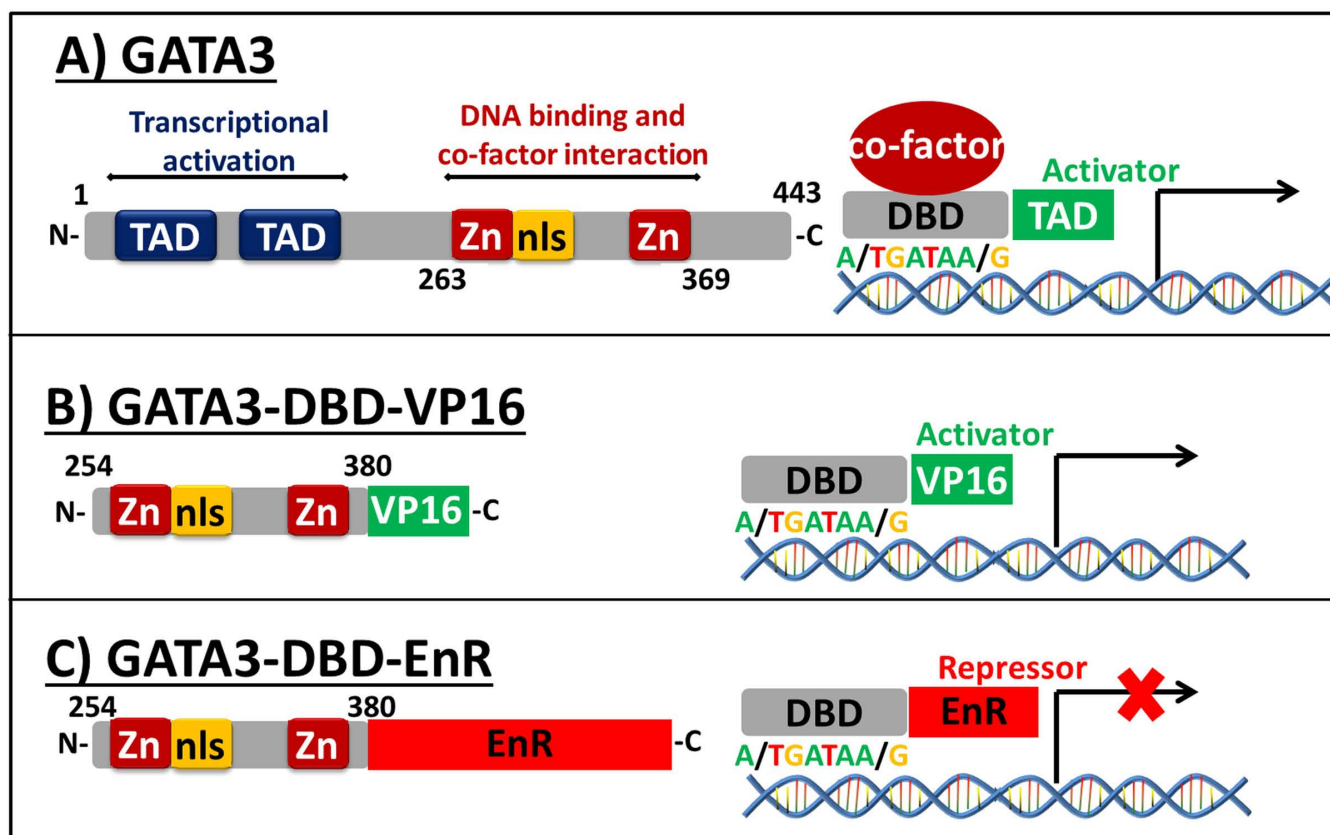 A) GATA3
Transcriptional
activation
DNA binding and
co-factor interaction
1
443
N-
TAD
TAD
Zn
nls
Zn
-C
263
369
co-factor
Activator
DBD
TAD
A/TGATAA/G
B) GATA3-DBD-VP16
254
380
N-
Zn
nls
Zn
VP16
-C
Activator
DBD
VP16
A/TGATAA/G
C) GATA3-DBD-EnR
254
380
N-
Zn
nls
Zn
EnR
-C
Repressor
DBD
EnR
A/TGATAA/G